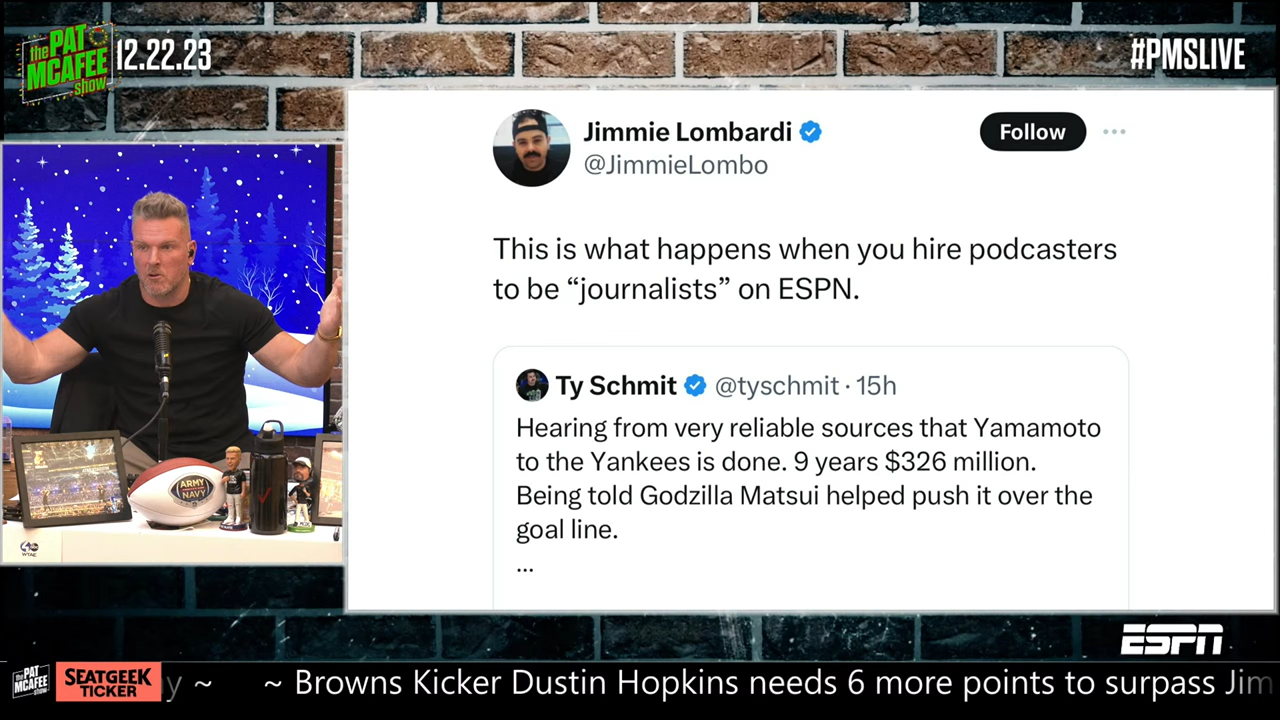 the PAT MCAFEE show
12.22.23
#PMSLIVE
Jimmie Lombardi
@JimmieLombo
Follow
This is what happens when you hire podcasters
to be “journalists” on ESPN.
Ty Schmit @tyschmit · 15h
Hearing from very reliable sources that Yamamoto
to the Yankees is done. 9 years $326 million.
Being told Godzilla Matsui helped push it over the
goal line.
...
ARMY
NAVY
WTAE
ESPN
the PAT MCAFEE show
SEATGEEK
TICKER
y ~ ~ Browns Kicker Dustin Hopkins needs 6 more points to surpass Jim